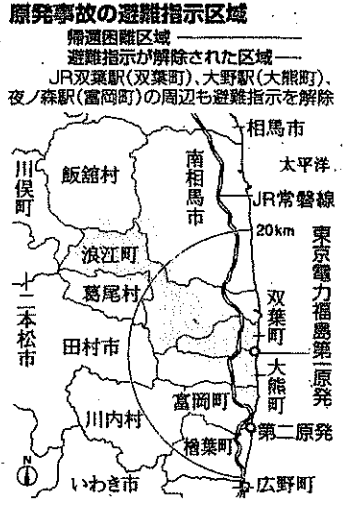 原発事故の避難指示区域
帰還困難区域
避難指示が解除された区域
JR双葉駅(双葉町)、大野駅(大熊町)、
夜ノ森駅(富岡町)の周辺も避難指示を解除
相馬市
太平洋
南相馬市
飯舘村
川俣町
JR常磐線
20km
東京電力福島第一原発
浪江町
葛尾村
双葉町
二本松市
田村市
大熊町
富岡町
川内村
第二原発
楢葉町
N
いわき市
広野町